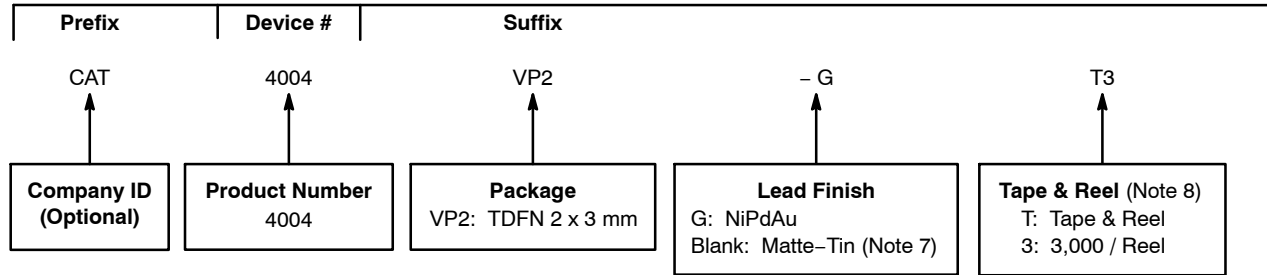 Prefix Device # Suffix
CAT 4004 VP2 – G T3
Company ID
(Optional)
Product Number
4004
Package
VP2: TDFN 2 x 3 mm
Lead Finish
G: NiPdAu
Blank: Matte−Tin (Note 7)
Tape & Reel (Note 8)
T: Tape & Reel
3: 3,000 / Reel